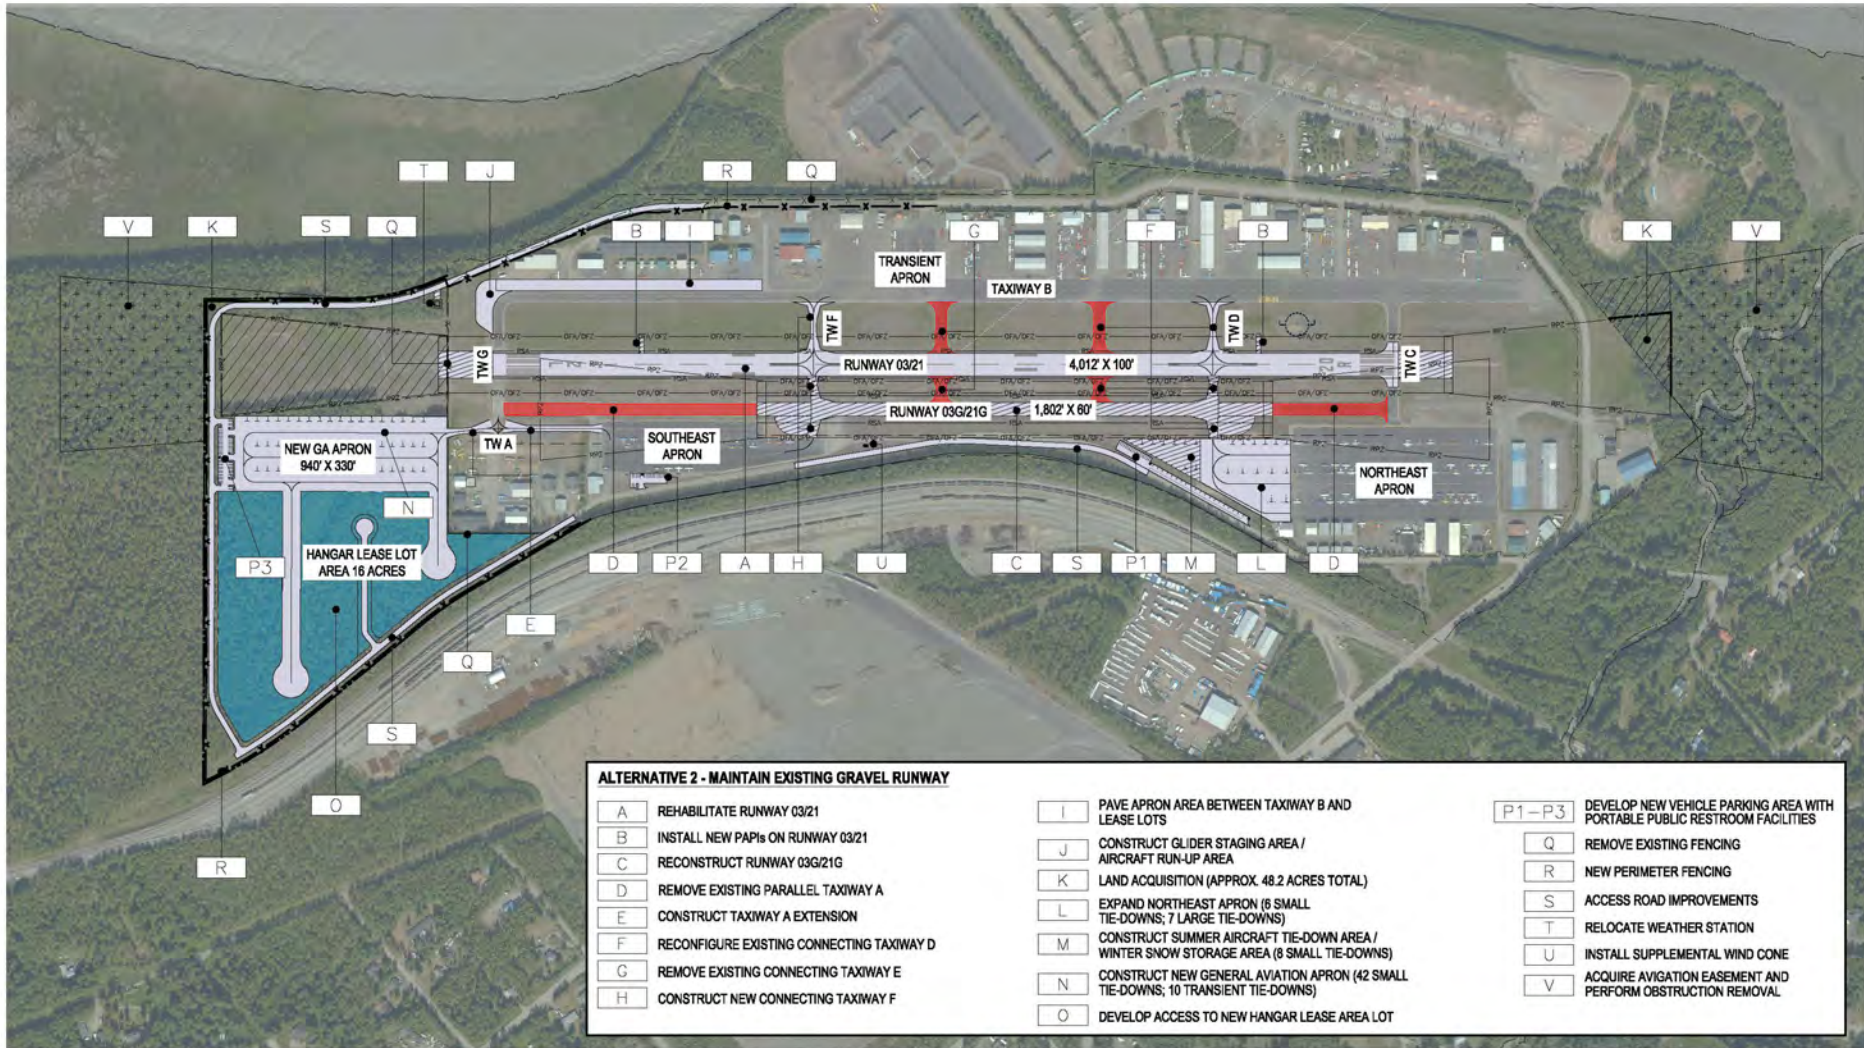 T
J
R
Q
V
K
S
Q
B
I
G
F
B
K
V
TRANSIENT
APRON
TAXIWAY B
TW F
TW D
TW G
TW C
RUNWAY 03/21
4,012' X 100'
RUNWAY 03G/21G
1,802' X 60'
TW A
SOUTHEAST
APRON
NEW GA APRON
940' X 330'
NORTHEAST
APRON
N
HANGAR LEASE LOT
AREA 16 ACRES
P3
D
P2
A
H
U
C
S
P1
M
L
D
E
Q
S
O
R
ALTERNATIVE 2 - MAINTAIN EXISTING GRAVEL RUNWAY
A REHABILITATE RUNWAY 03/21
B INSTALL NEW PAPIs ON RUNWAY 03/21
C RECONSTRUCT RUNWAY 03G/21G
D REMOVE EXISTING PARALLEL TAXIWAY A
E CONSTRUCT TAXIWAY A EXTENSION
F RECONFIGURE EXISTING CONNECTING TAXIWAY D
G REMOVE EXISTING CONNECTING TAXIWAY E
H CONSTRUCT NEW CONNECTING TAXIWAY F
I PAVE APRON AREA BETWEEN TAXIWAY B AND
LEASE LOTS
J CONSTRUCT GLIDER STAGING AREA /
AIRCRAFT RUN-UP AREA
K LAND ACQUISITION (APPROX. 48.2 ACRES TOTAL)
L EXPAND NORTHEAST APRON (6 SMALL
TIE-DOWNS; 7 LARGE TIE-DOWNS)
M CONSTRUCT SUMMER AIRCRAFT TIE-DOWN AREA /
WINTER SNOW STORAGE AREA (8 SMALL TIE-DOWNS)
N CONSTRUCT NEW GENERAL AVIATION APRON (42 SMALL
TIE-DOWNS; 10 TRANSIENT TIE-DOWNS)
O DEVELOP ACCESS TO NEW HANGAR LEASE AREA LOT
P1-P3 DEVELOP NEW VEHICLE PARKING AREA WITH
PORTABLE PUBLIC RESTROOM FACILITIES
Q REMOVE EXISTING FENCING
R NEW PERIMETER FENCING
S ACCESS ROAD IMPROVEMENTS
T RELOCATE WEATHER STATION
U INSTALL SUPPLEMENTAL WIND CONE
V ACQUIRE AVIGATION EASEMENT AND
PERFORM OBSTRUCTION REMOVAL